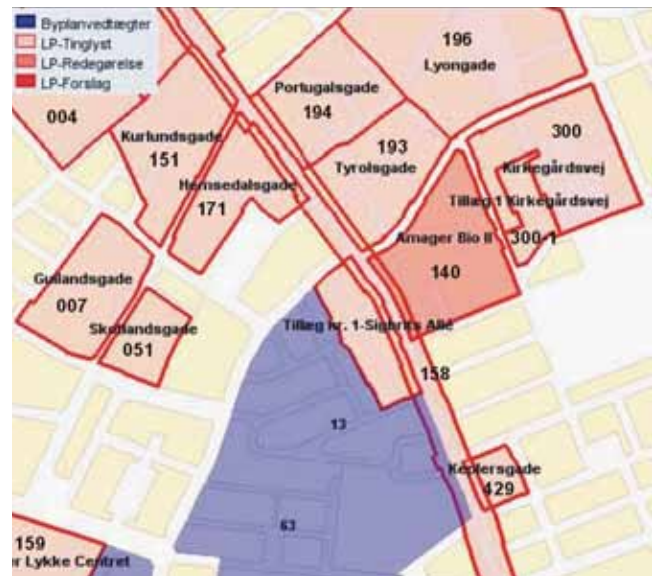 Byplanvedtægter
LP-Tinglyst
LP-Redegørelse
LP-Forslag
196
Lyongade
004
Portugalsgade
194
Kurlundsgade
151
193
Tyrolsgade
300
Kirkegårdsvej
Hemsedalsgade
171
Tillæg 1 Kirkegårdsvej
300-1
Amager Bio II
140
Gullandsgade
007
Skotlandsgade
051
Tillæg nr. 1-Sigbrits Allé
158
13
Keplersgade
429
63
159
er Lykke Centret